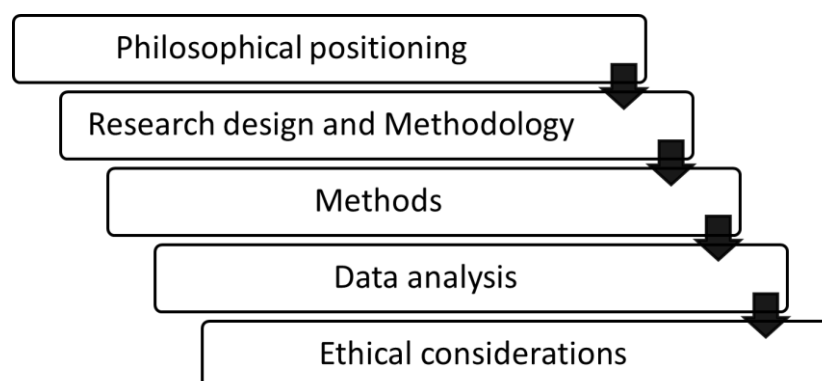 Philosophical positioning
Research design and Methodology
Methods
Data analysis
Ethical considerations